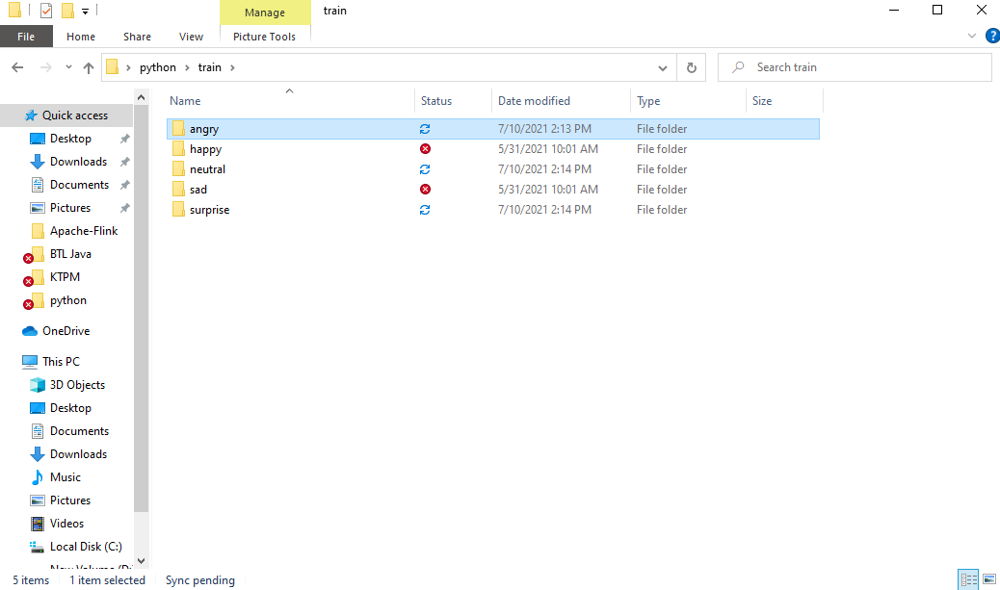 Manage train
File Home Share View Picture Tools
python train Search train
Name Status Date modified Type Size
Quick access
Desktop
Downloads
Documents
Pictures
Apache-Flink
BTL Java
KTPM
python
OneDrive
This PC
3D Objects
Desktop
Documents
Downloads
Music
Pictures
Videos
Local Disk (C:)
angry 7/10/2021 2:13 PM File folder
happy 5/31/2021 10:01 AM File folder
neutral 7/10/2021 2:14 PM File folder
sad 5/31/2021 10:01 AM File folder
surprise 7/10/2021 2:14 PM File folder
5 items 1 item selected Sync pending